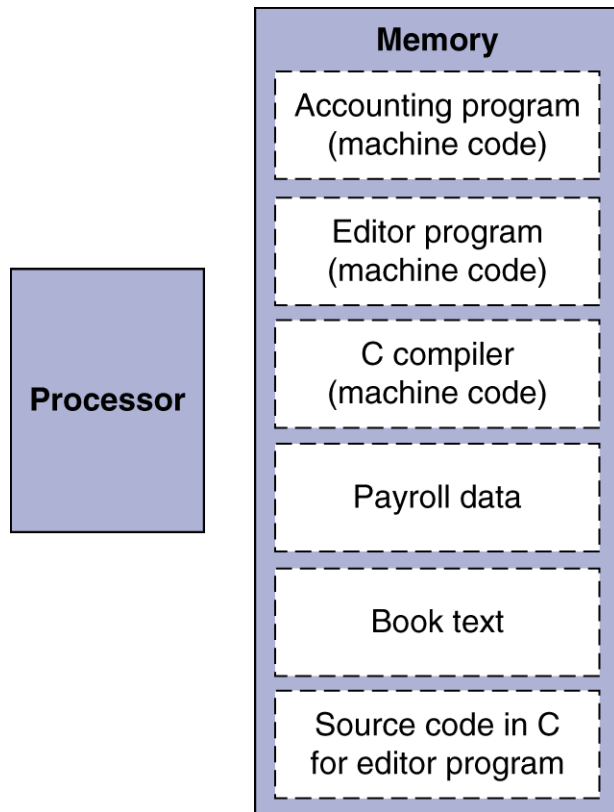 Memory
Accounting program
(machine code)
Editor program
(machine code)
C compiler
(machine code)
Processor
Payroll data
Book text
Source code in C
for editor program